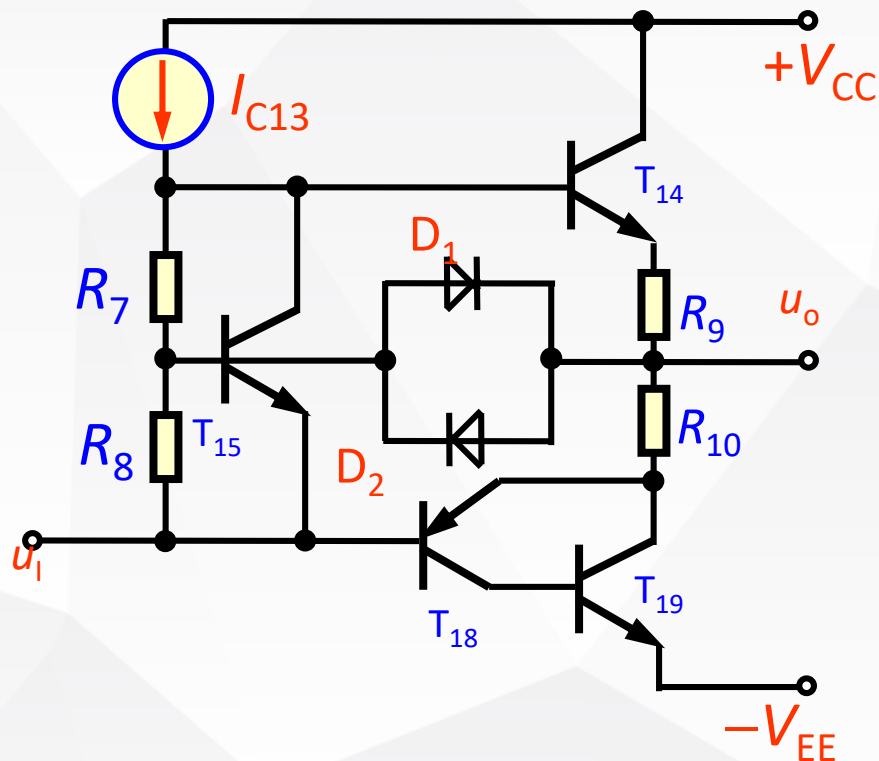 +V_CC
I_C13
T_14
D_1
R_7
R_9
u_o
T_15
R_8
R_10
D_2
u_I
T_18
T_19
−V_EE